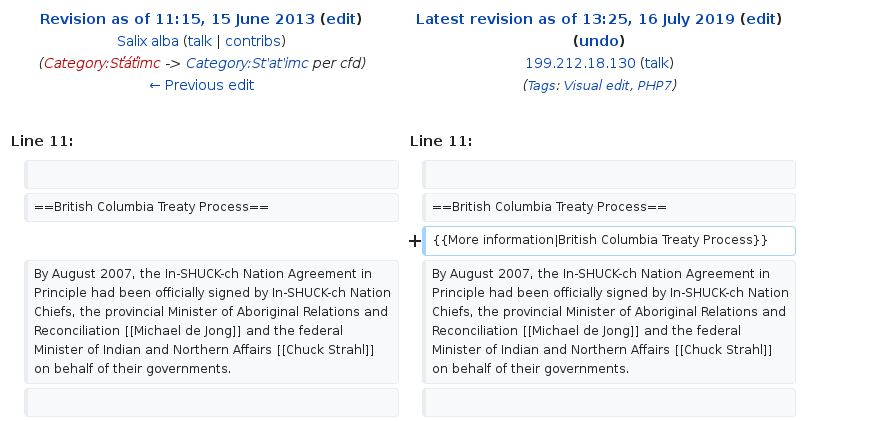 Revision as of 11:15, 15 June 2013 (edit)
Salix alba (talk | contribs)
(Category:Sťáťimc -> Category:St'at'imc per cfd)
← Previous edit
Latest revision as of 13:25, 16 July 2019 (edit)
(undo)
199.212.18.130 (talk)
(Tags: Visual edit, PHP7)
Line 11:
Line 11:
==British Columbia Treaty Process==
==British Columbia Treaty Process==
+ {{More information|British Columbia Treaty Process}}
By August 2007, the In-SHUCK-ch Nation Agreement in
Principle had been officially signed by In-SHUCK-ch Nation
Chiefs, the provincial Minister of Aboriginal Relations and
Reconciliation [[Michael de Jong]] and the federal
Minister of Indian and Northern Affairs [[Chuck Strahl]]
on behalf of their governments.
By August 2007, the In-SHUCK-ch Nation Agreement in
Principle had been officially signed by In-SHUCK-ch Nation
Chiefs, the provincial Minister of Aboriginal Relations and
Reconciliation [[Michael de Jong]] and the federal
Minister of Indian and Northern Affairs [[Chuck Strahl]]
on behalf of their governments.